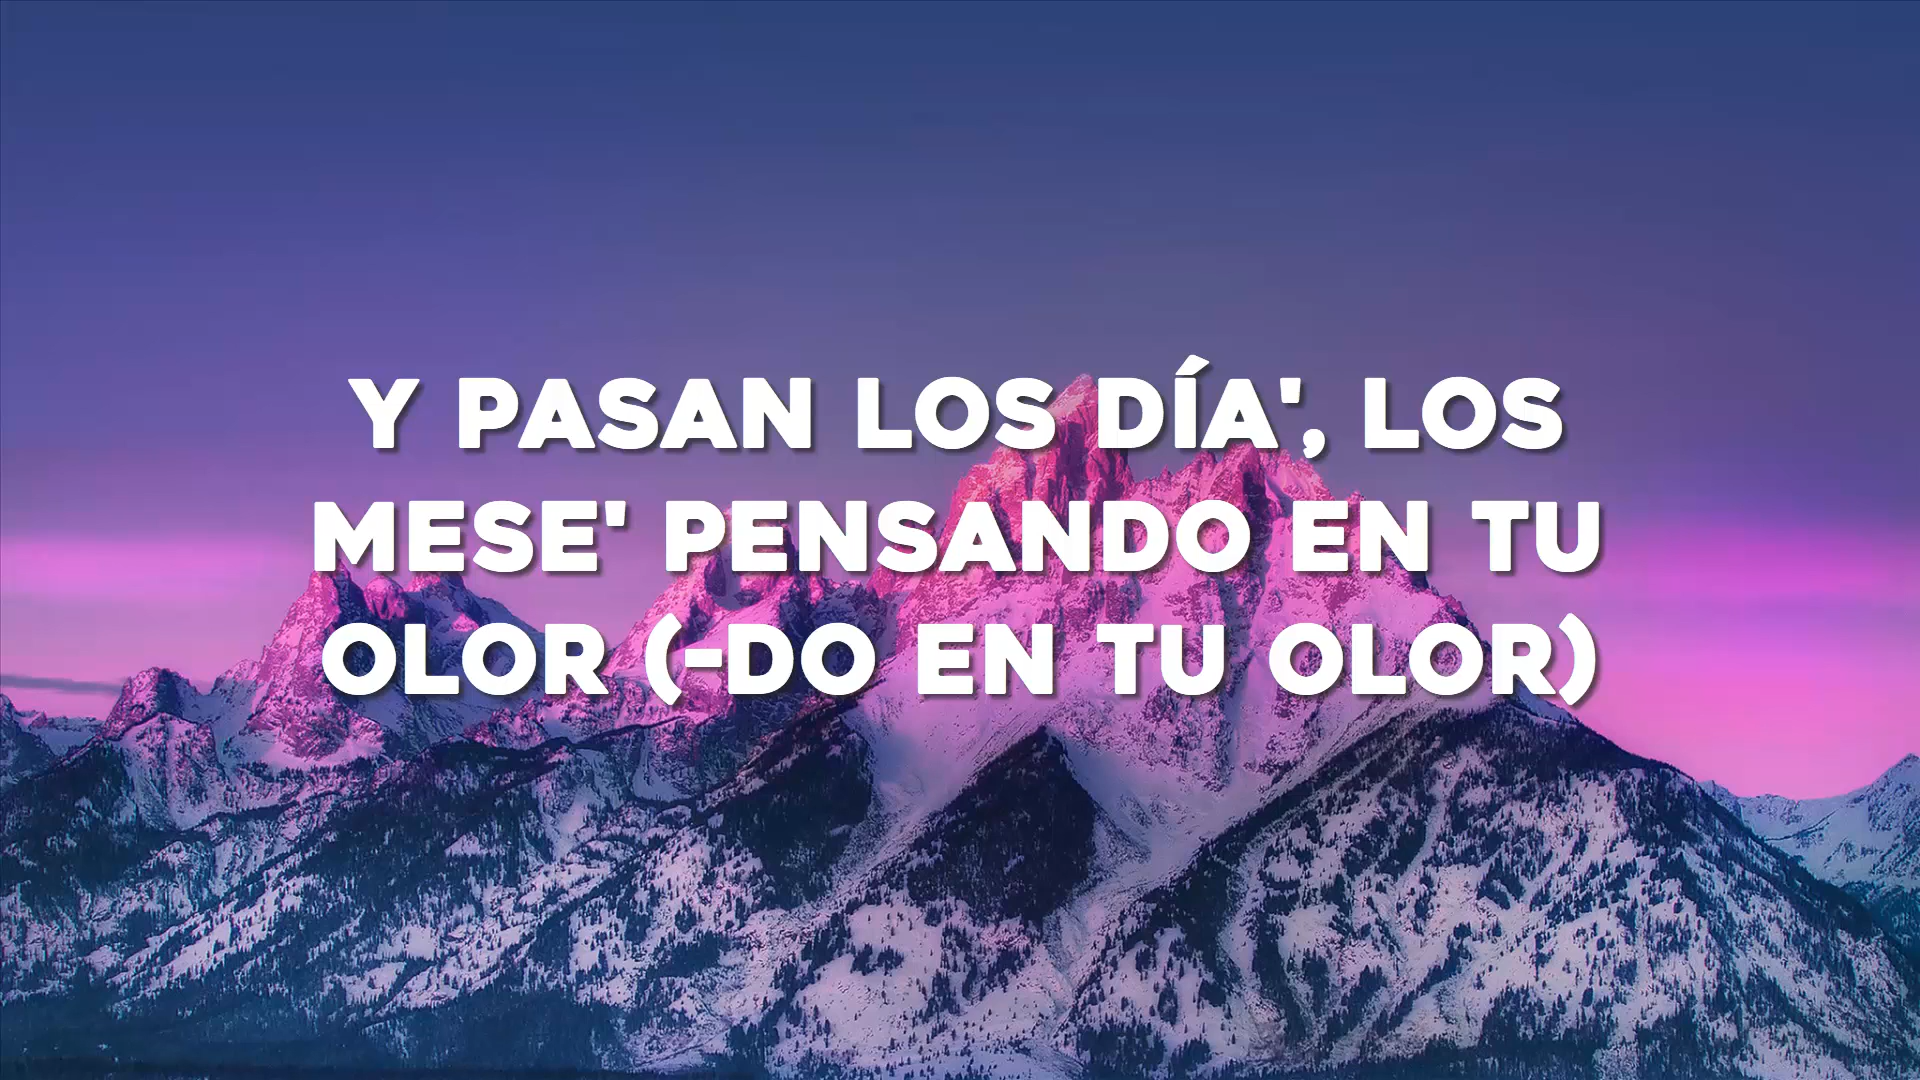 Y PASAN LOS DÍA', LOS
MESE' PENSANDO EN TU
OLOR (-DO EN TU OLOR)